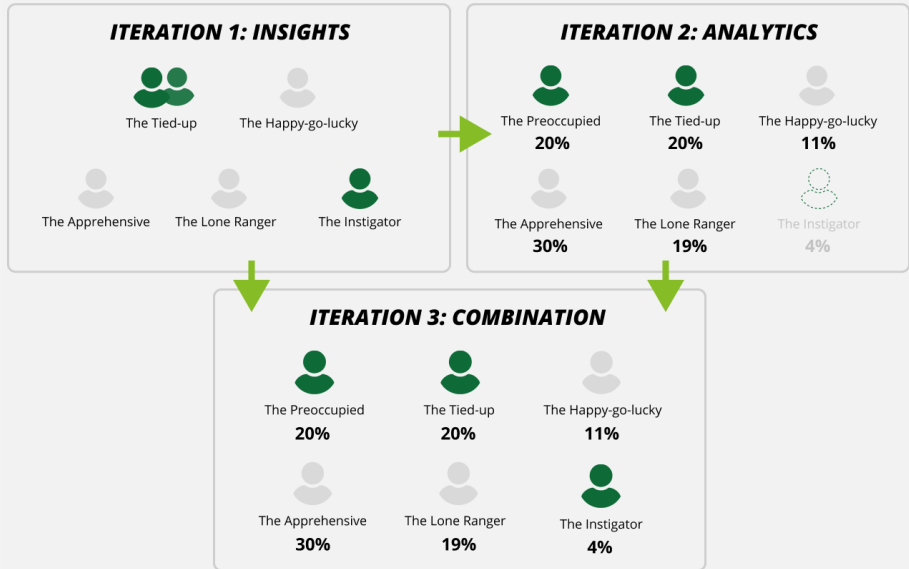 ITERATION 1: INSIGHTS
The Tied-up
The Happy-go-lucky
The Apprehensive
The Lone Ranger
The Instigator
ITERATION 2: ANALYTICS
The Preoccupied
20%
The Tied-up
20%
The Happy-go-lucky
11%
The Apprehensive
30%
The Lone Ranger
19%
The Instigator
4%
ITERATION 3: COMBINATION
The Preoccupied
20%
The Tied-up
20%
The Happy-go-lucky
11%
The Apprehensive
30%
The Lone Ranger
19%
The Instigator
4%